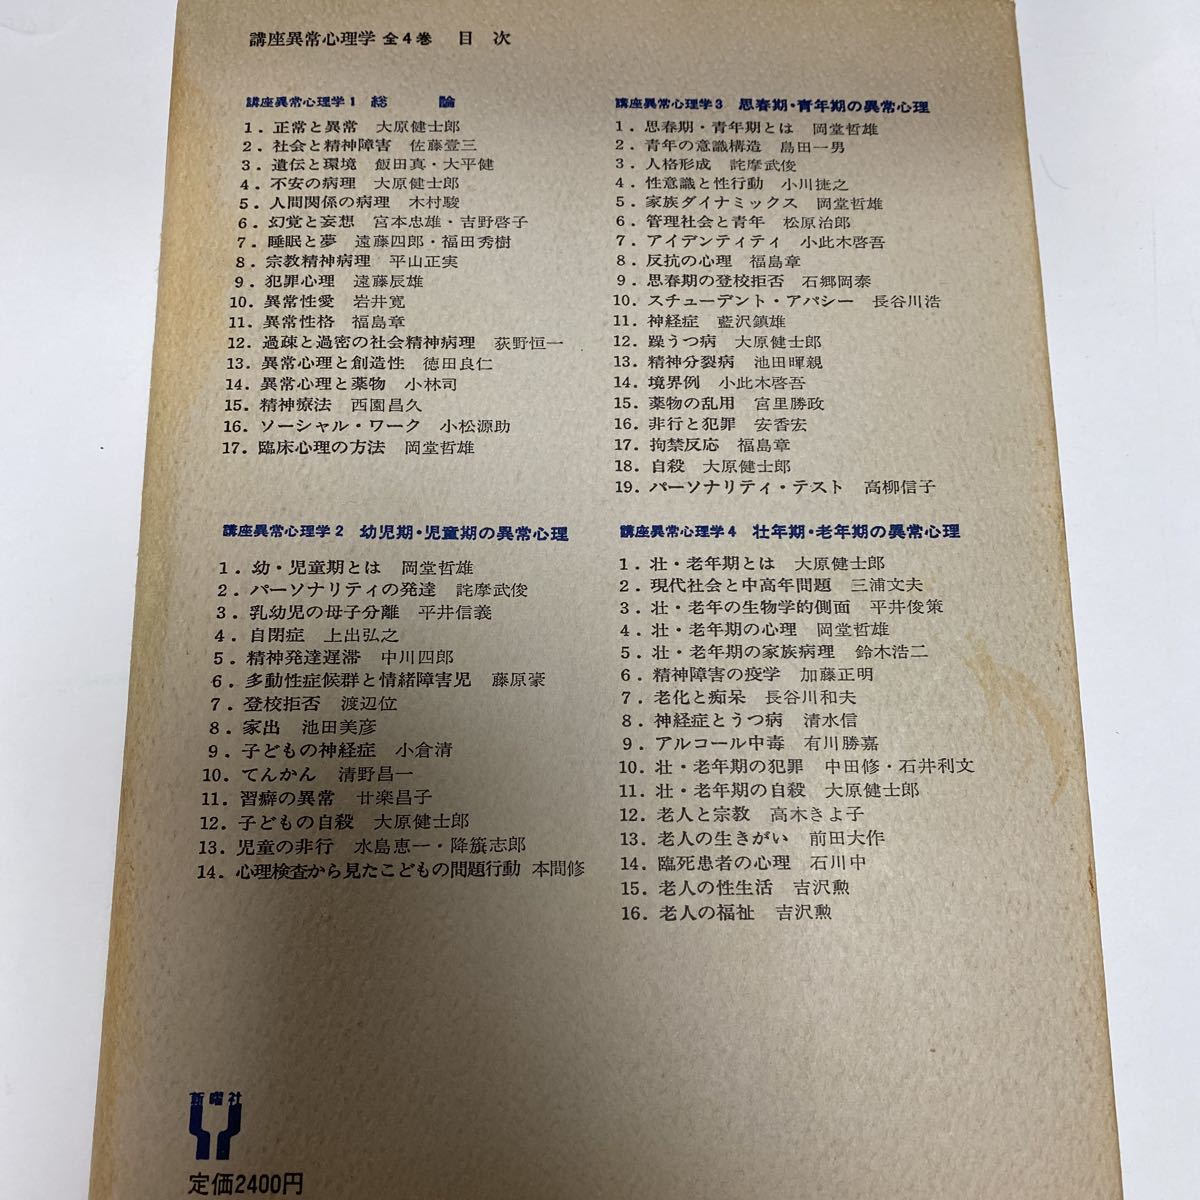 講座異常心理学 全4巻 目次
講座異常心理学1 総論
1. 正常と異常 大原健士郎
2. 社会と精神障害 佐藤壹三
3. 遺伝と環境 飯田真・大平健
4. 不安の病理 大原健士郎
5. 人間関係の病理 木村駿
6. 幻覚と妄想 宮本忠雄・吉野啓子
7. 睡眠と夢 遠藤四郎・福田秀樹
8. 宗教精神病理 平山正実
9. 犯罪心理 遠藤辰雄
10. 異常性愛 岩井寛
11. 異常性格 福島章
12. 過疎と過密の社会精神病理 荻野恒一
13. 異常心理と創造性 徳田良仁
14. 異常心理と薬物 小林司
15. 精神療法 西園昌久
16. ソーシャル・ワーク 小松源助
17. 臨床心理の方法 岡堂哲雄
講座異常心理学2 幼児期・児童期の異常心理
1. 幼・児童期とは 岡堂哲雄
2. パーソナリティの発達 詫摩武俊
3. 乳幼児の母子分離 平井信義
4. 自閉症 上出弘之
5. 精神発達遅滞 中川四郎
6. 多動性症候群と情緒障害児 藤原豪
7. 登校拒否 渡辺位
8. 家出 池田美彦
9. 子どもの神経症 小倉清
10. てんかん 清野昌一
11. 習癖の異常 廿楽昌子
12. 子どもの自殺 大原健士郎
13. 児童の非行 水島恵一・降籏志郎
14. 心理検査から見たこどもの問題行動 本間修
講座異常心理学3 思春期・青年期の異常心理
1. 思春期・青年期とは 岡堂哲雄
2. 青年の意識構造 島田一男
3. 人格形成 詫摩武俊
4. 性意識と性行動 小川捷之
5. 家族ダイナミックス 岡堂哲雄
6. 管理社会と青年 松原治郎
7. アイデンティティ 小此木啓吾
8. 反抗の心理 福島章
9. 思春期の登校拒否 石郷岡泰
10. スチューデント・アパシー 長谷川浩
11. 神経症 藍沢鎮雄
12. 躁うつ病 大原健士郎
13. 精神分裂病 池田暉親
14. 境界例 小此木啓吾
15. 薬物の乱用 宮里勝政
16. 非行と犯罪 安香宏
17. 拘禁反応 福島章
18. 自殺 大原健士郎
19. パーソナリティ・テスト 高柳信子
講座異常心理学4 壮年期・老年期の異常心理
1. 壮・老年期とは 大原健士郎
2. 現代社会と中高年問題 三浦文夫
3. 壮・老年の生物学的側面 平井俊策
4. 壮・老年期の心理 岡堂哲雄
5. 壮・老年期の家族病理 鈴木浩二
6. 精神障害の疫学 加藤正明
7. 老化と痴呆 長谷川和夫
8. 神経症とうつ病 清水信
9. アルコール中毒 有川勝嘉
10. 壮・老年期の犯罪 中田修・石井利文
11. 壮・老年期の自殺 大原健士郎
12. 老人と宗教 高木きよ子
13. 老人の生きがい 前田大作
14. 臨死患者の心理 石川中
15. 老人の性生活 吉沢勲
16. 老人の福祉 吉沢勲
新曜社
定価2400円